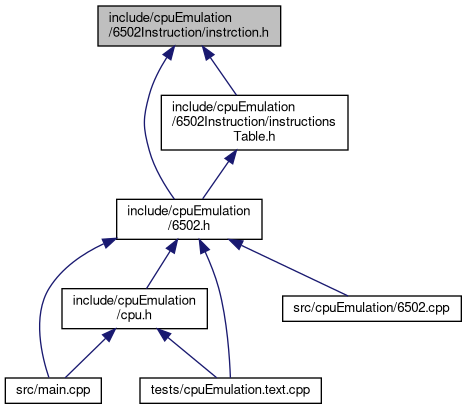 include/cpuEmulation
/6502Instruction/instrction.h
include/cpuEmulation
/6502Instruction/instructions
Table.h
include/cpuEmulation
/6502.h
include/cpuEmulation
/cpu.h
src/cpuEmulation/6502.cpp
src/main.cpp
tests/cpuEmulation.text.cpp